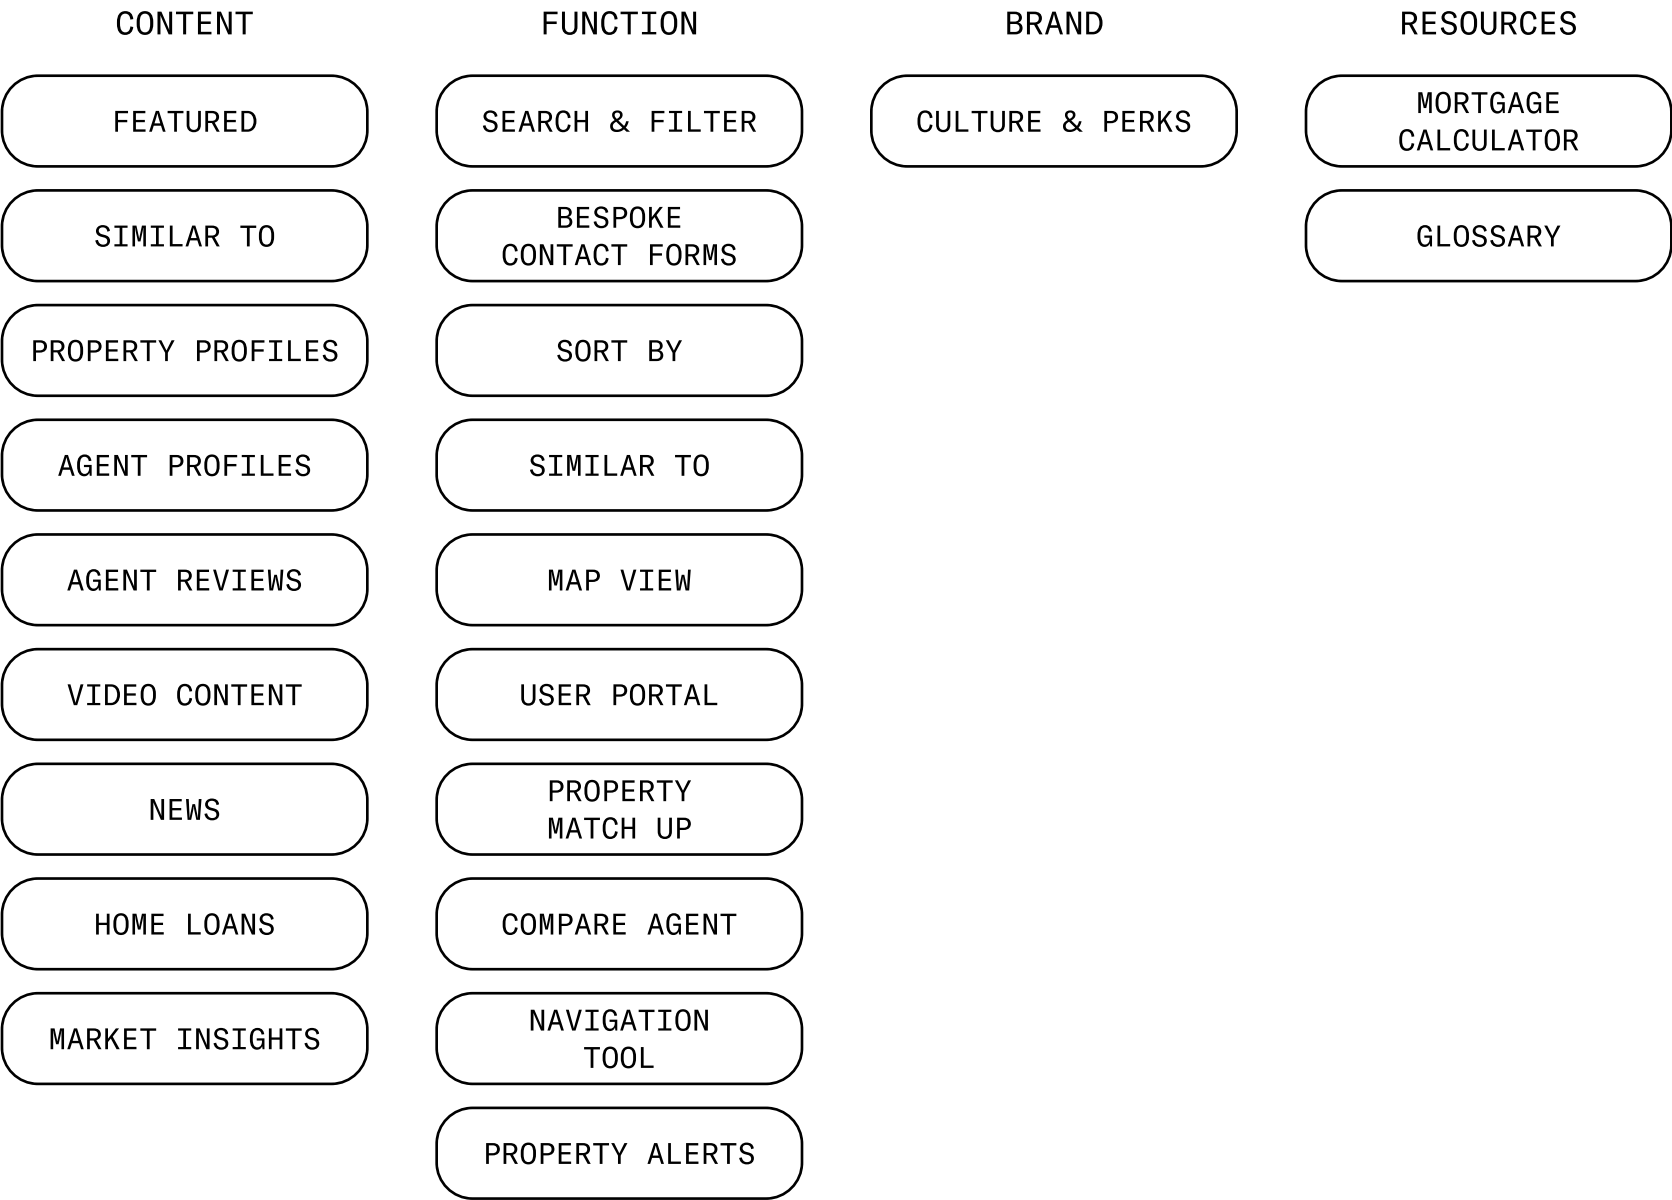 CONTENT
FEATURED
SIMILAR TO
PROPERTY PROFILES
AGENT PROFILES
AGENT REVIEWS
VIDEO CONTENT
NEWS
HOME LOANS
MARKET INSIGHTS
FUNCTION
SEARCH & FILTER
BESPOKE
CONTACT FORMS
SORT BY
SIMILAR TO
MAP VIEW
USER PORTAL
PROPERTY
MATCH UP
COMPARE AGENT
NAVIGATION
TOOL
PROPERTY ALERTS
BRAND
CULTURE & PERKS
RESOURCES
MORTGAGE
CALCULATOR
GLOSSARY